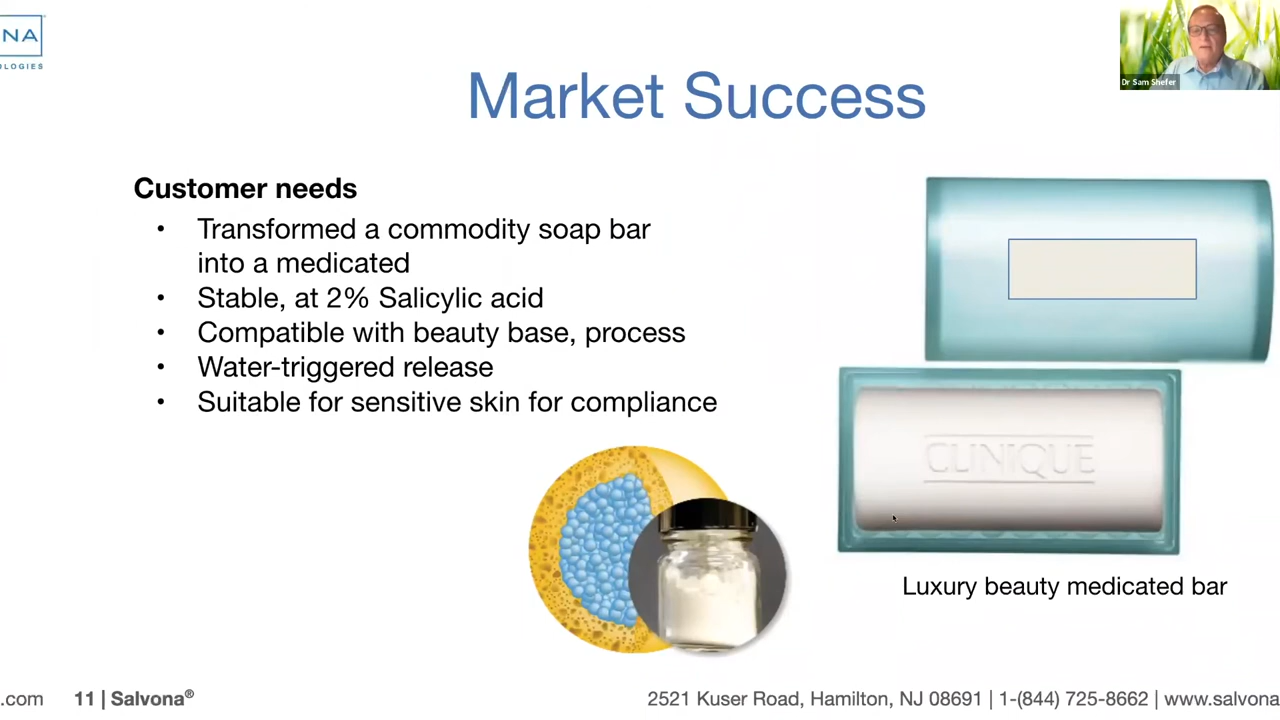 NA
OLOGIES
Dr Sam Shefer
Market Success
Customer needs
• Transformed a commodity soap bar
into a medicated
• Stable, at 2% Salicylic acid
• Compatible with beauty base, process
• Water-triggered release
• Suitable for sensitive skin for compliance
CLINIQUE
Luxury beauty medicated bar
.com 11 | Salvona® 2521 Kuser Road, Hamilton, NJ 08691 | 1-(844) 725-8662 | www.salvona